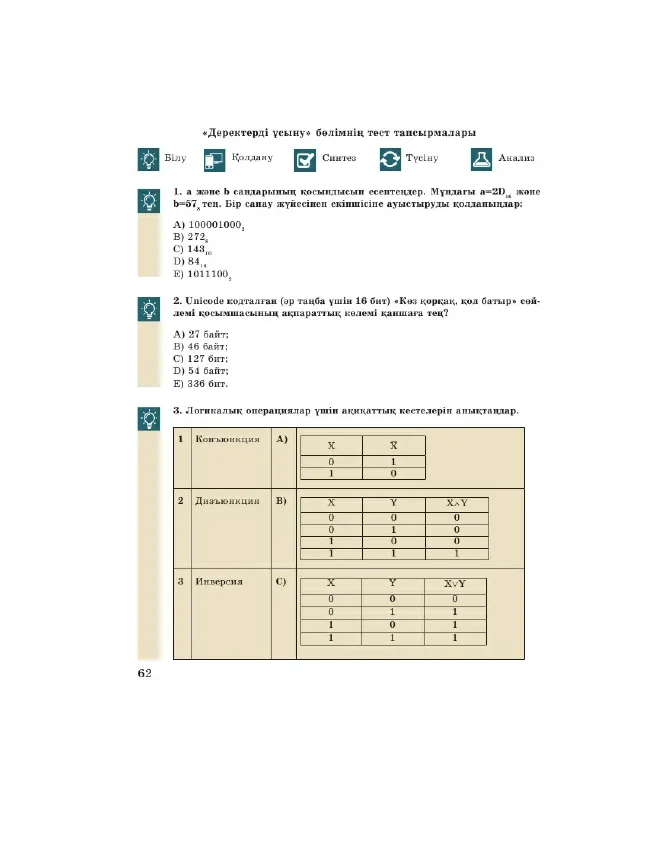 «Деректерді ұсыну» бөлімнің тест тапсырмалары
Білу Қолдану Синтез Түсіну Анализ
1. a және b сандарының қосындысын есептеңдер. Мұндағы a=2D₁₆ және
b=57₈ тең. Бір санау жүйесінен екіншісіне ауыстыруды қолданыңдар:
A) 100001000₂
B) 272₈
C) 143₁₀
D) 84₁₀
E) 1011100₂
2. Unicode кодталған (әр таңба үшін 16 бит) «Көз қорқақ, қол батыр» сөй-
лемі қосымшасының ақпараттық көлемі қаншаға тең?
A) 27 байт;
B) 46 байт;
C) 127 бит;
D) 54 байт;
E) 336 бит.
3. Логикалық операциялар үшін ақиқаттық кестелерін анықтаңдар.
1 Конъюнкция A)
X X̅
0 1
1 0
2 Дизъюнкция B)
X Y X∧Y
0 0 0
0 1 0
1 0 0
1 1 1
3 Инверсия C)
X Y X∨Y
0 0 0
0 1 1
1 0 1
1 1 1
62